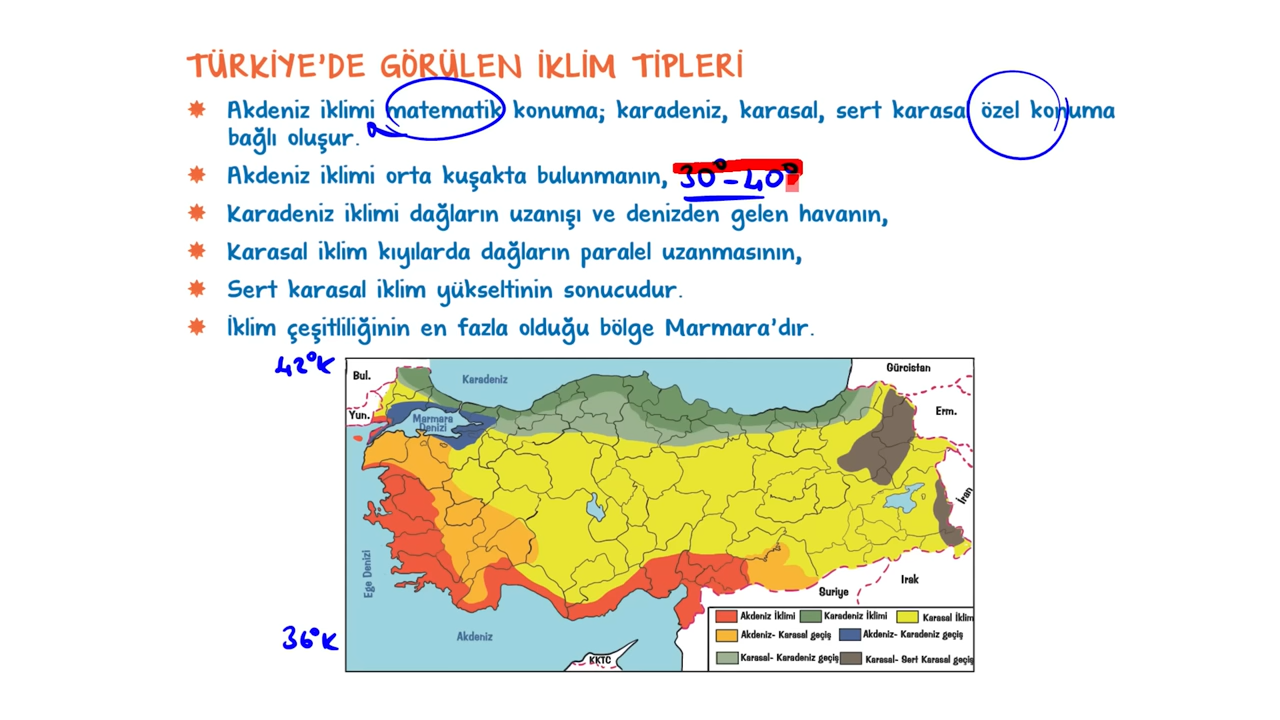 TÜRKİYE'DE GÖRÜLEN İKLİM TİPLERİ
Akdeniz iklimi matematik konuma; karadeniz, karasal, sert karasal özel konuma
bağlı oluşur.
Akdeniz iklimi orta kuşakta bulunmanın, 30° - 40°
Karadeniz iklimi dağların uzanışı ve denizden gelen havanın,
Karasal iklim kıyılarda dağların paralel uzanmasının,
Sert karasal iklim yükseltinin sonucudur.
İklim çeşitliliğinin en fazla olduğu bölge Marmara'dır.
42°K
Bul.
Karadeniz
Gürcistan
Yun.
Marmara
Denizi
Erm.
İran
Ege Denizi
Irak
Suriye
36°K
Akdeniz
KKTC
Akdeniz İklimi
Karadeniz İklimi
Karasal İklim
Akdeniz- Karasal geçiş
Akdeniz- Karadeniz geçiş
Karasal- Karadeniz geçiş
Karasal- Sert Karasal geçiş